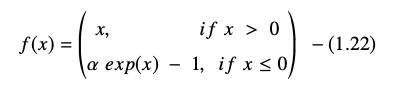 x, if x > 0
f(x) = ( ) – (1.22)
α exp(x) – 1, if x ≤ 0